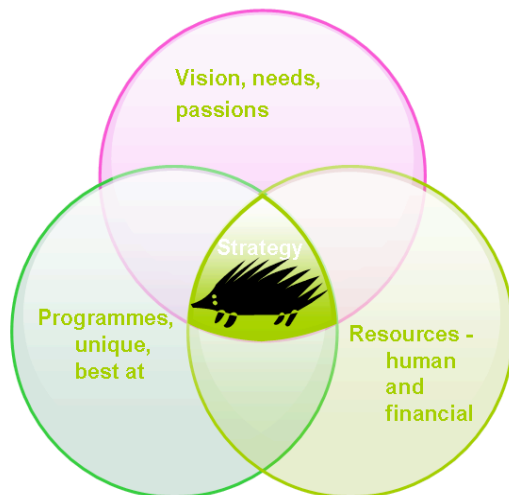 Vision, needs,
passions
Strategy
Programmes,
unique,
best at
Resources -
human
and
financial